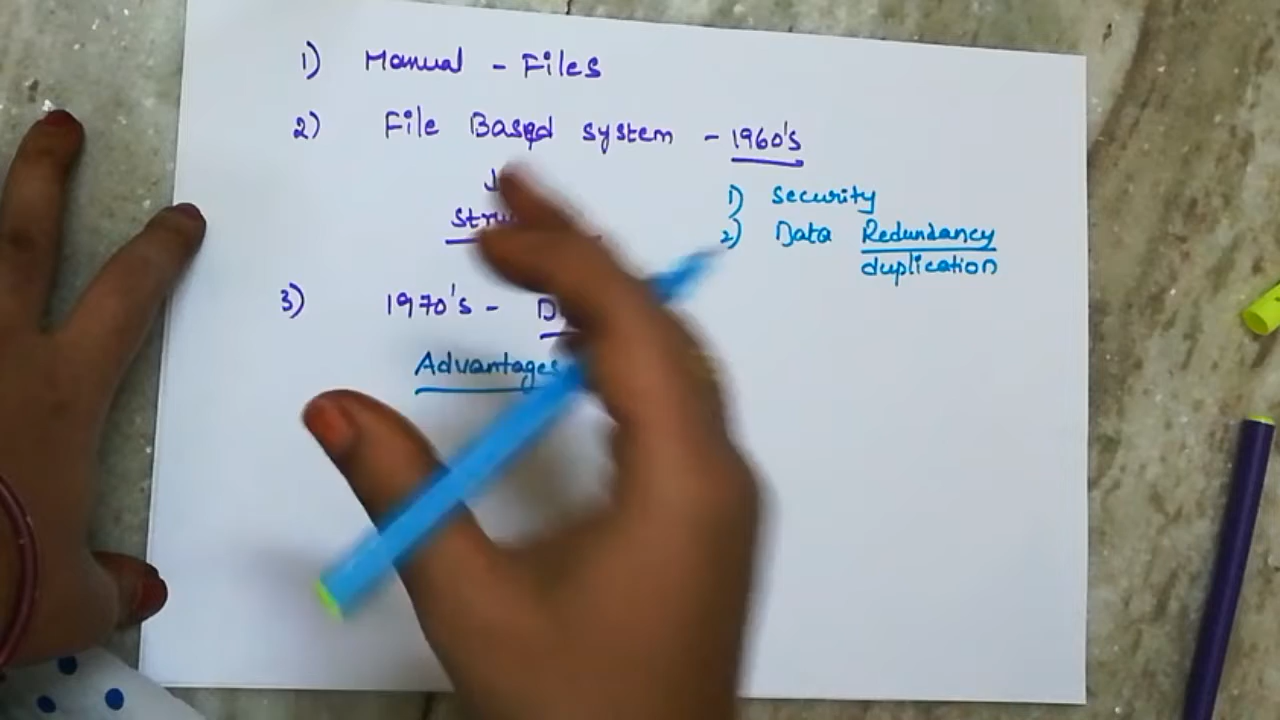 1) Manual - Files
2) File Based system - 1960's
1) Security
2) Data Redundancy
duplication
3) 1970's -
Advantages